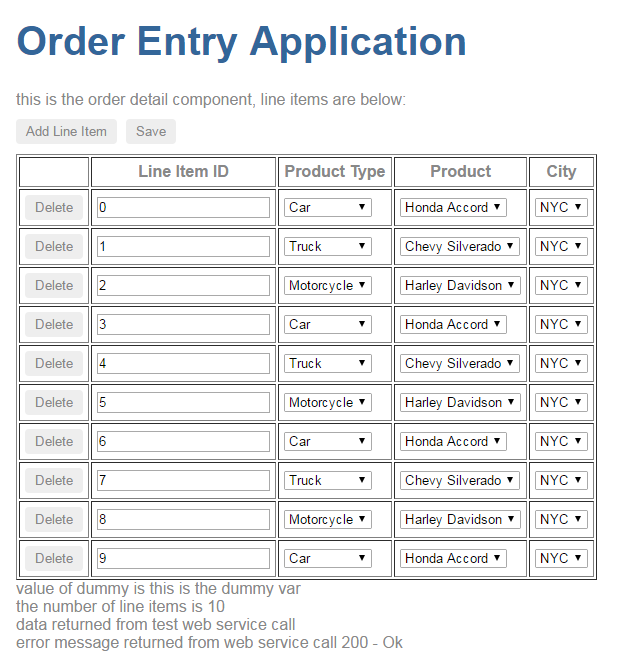 Order Entry Application
this is the order detail component, line items are below:
Add Line Item Save
Line Item ID Product Type Product City
Delete 0 Car Honda Accord NYC
Delete 1 Truck Chevy Silverado NYC
Delete 2 Motorcycle Harley Davidson NYC
Delete 3 Car Honda Accord NYC
Delete 4 Truck Chevy Silverado NYC
Delete 5 Motorcycle Harley Davidson NYC
Delete 6 Car Honda Accord NYC
Delete 7 Truck Chevy Silverado NYC
Delete 8 Motorcycle Harley Davidson NYC
Delete 9 Car Honda Accord NYC
value of dummy is this is the dummy var
the number of line items is 10
data returned from test web service call
error message returned from web service call 200 - Ok